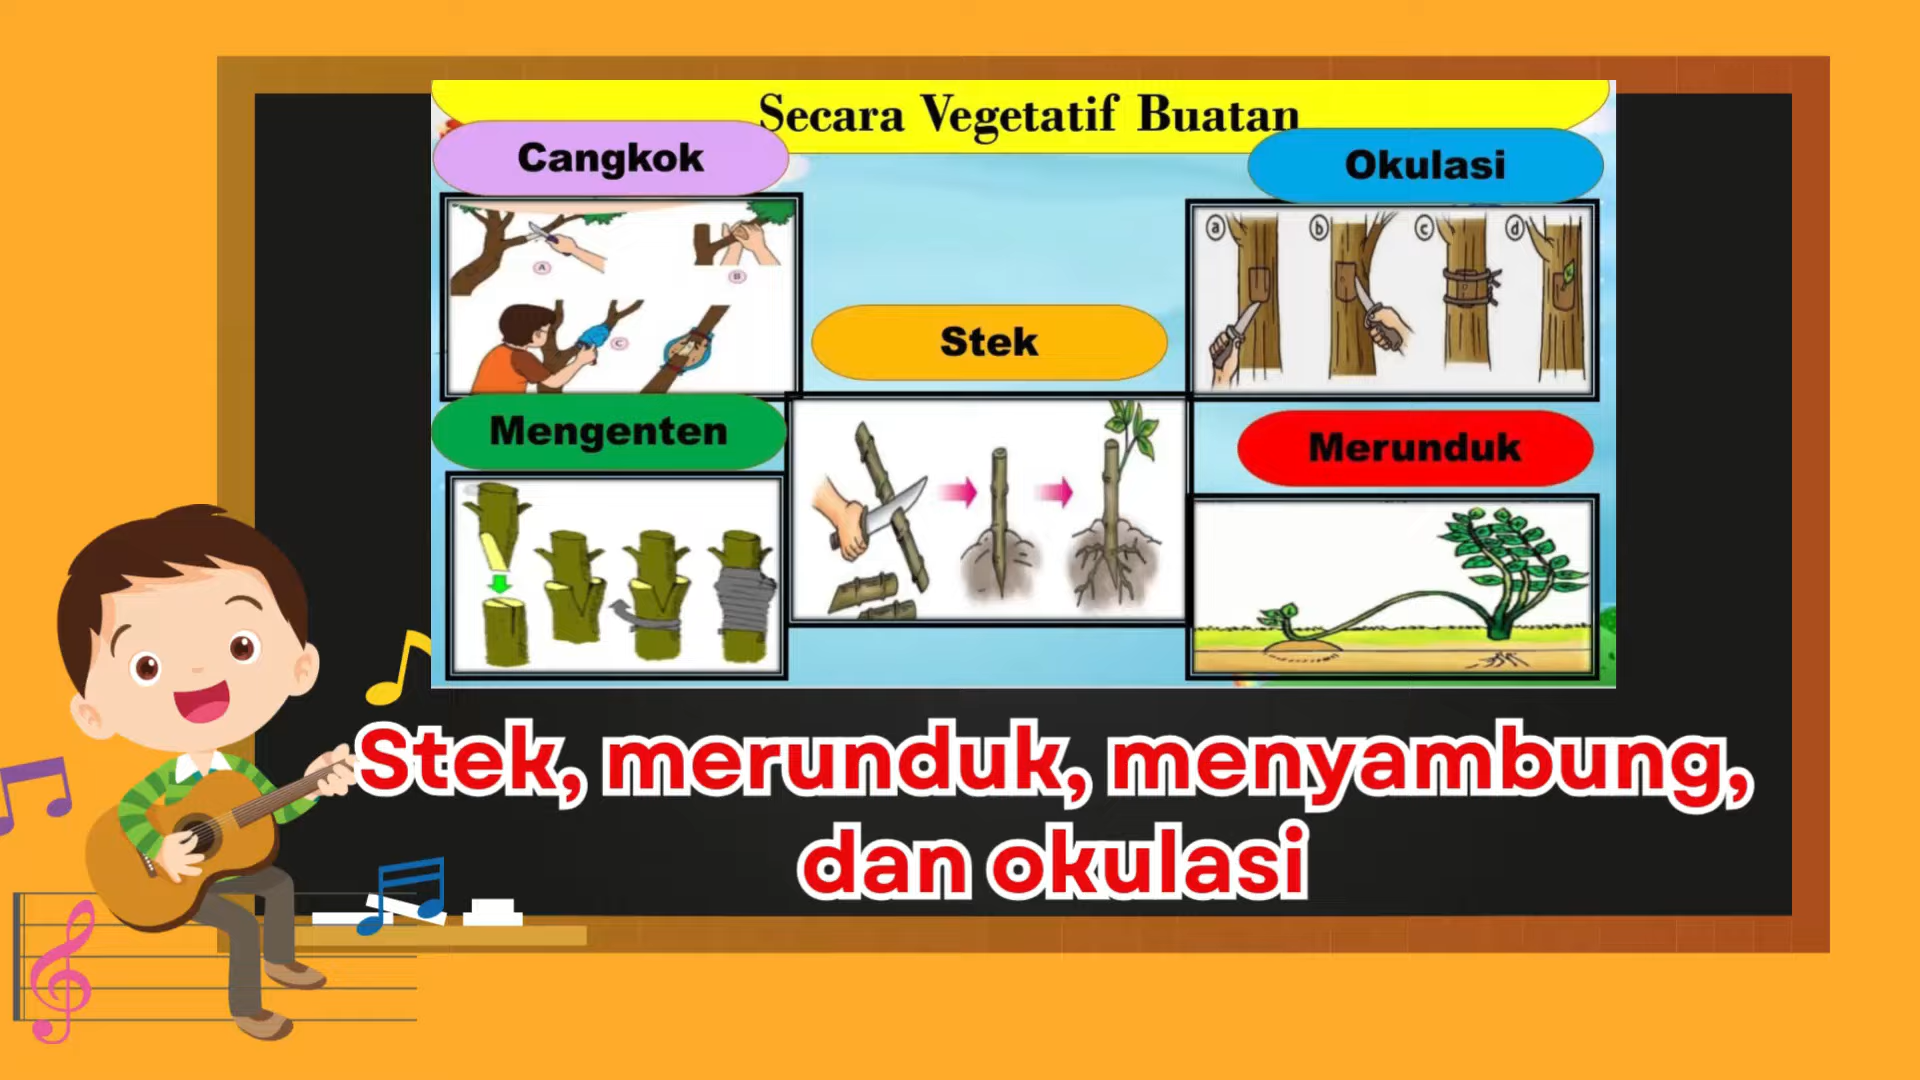 Secara Vegetatif Buatan
Cangkok
Okulasi
A
B
C
a b c d
Stek
Mengenten
Merunduk
Stek, merunduk, menyambung,
dan okulasi